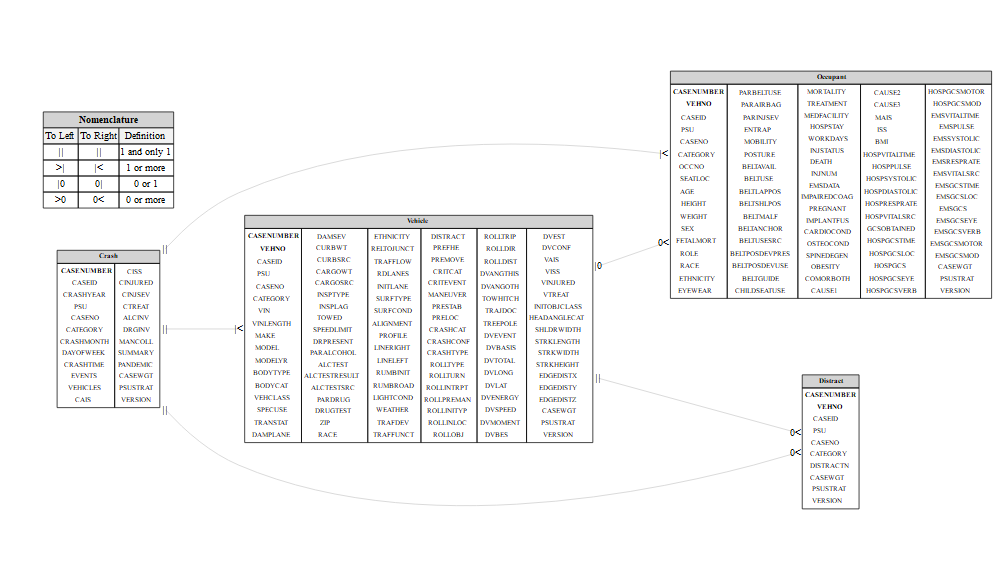 Nomenclature
To Left To Right Definition
|| || 1 and only 1
>| |< 1 or more
|0 0| 0 or 1
>0 0< 0 or more
Crash
CASENUMBER CISS
CASEID CINJURED
CRASHYEAR CINJSEV
PSU CTREAT
CASENO ALCINV
CATEGORY DRGINV
CRASHMONTH MANCOLL
DAYOFWEEK SUMMARY
CRASHTIME PANDEMIC
EVENTS CASEWGT
VEHICLES PSUSTRAT
CAIS VERSION
||
||
||
|<
Vehicle
CASENUMBER DAMSEV ETHNICITY DISTRACT ROLLTRIP DVEST
VEHNO CURBWT RELTOJUNCT PREFHE ROLLDIR DVCONF
CASEID CURBSRC TRAFFLOW PREMOVE ROLLDIST VAIS
PSU CARGOWT RDLANES CRITCAT DVANGTHIS VISS
CASENO CARGOSRC INITLANE CRITEVENT DVANGOTH VINJURED
CATEGORY INSPTYPE SURFTYPE MANEUVER TOWHITCH VTREAT
VIN INSPLAG SURFCOND PRESTAB TRAJDOC INITOBJCLASS
VINLENGTH TOWED ALIGNMENT PRELOC TREEPOLE HEADANGLECAT
MAKE SPEEDLIMIT PROFILE CRASHCAT DVEVENT SHLDRWIDTH
MODEL DRPRESENT LINERIGHT CRASHCONF DVBASIS STRKLENGTH
MODELYR PARALCOHOL LINELEFT CRASHTYPE DVTOTAL STRKWIDTH
BODYTYPE ALCTEST RUMBINIT ROLLTYPE DVLONG STRKHEIGHT
BODYCAT ALCTESTRESULT RUMBROAD ROLLTURN DVLAT EDGEDISTX
VEHCLASS ALCTESTSRC LIGHTCOND ROLLINTRPT DVENERGY EDGEDISTY
SPECUSE PARDRUG WEATHER ROLLPREMAN DVSPEED EDGEDISTZ
TRANSTAT DRUGTEST TRAFDEV ROLLINITYP DVMOMENT CASEWGT
DAMPLANE ZIP TRAFFUNCT ROLLINLOC DVBES PSUSTRAT
RACE ROLLOBJ VERSION
|0
||
|<
0<
Occupant
CASENUMBER PARBELTUSE MORTALITY CAUSE2 HOSPGCSMOTOR
VEHNO PARAIRBAG TREATMENT CAUSE3 HOSPGCSMOD
CASEID PARINJSEV MEDFACILITY MAIS EMSVITALTIME
PSU ENTRAP HOSPSTAY ISS EMSPULSE
CASENO MOBILITY WORKDAYS BMI EMSSYSTOLIC
CATEGORY POSTURE INJSTATUS HOSPVITALTIME EMSDIASTOLIC
OCCNO BELTAVAIL DEATH HOSPPULSE EMSRESPRATE
SEATLOC BELTUSE INJNUM HOSPSYSTOLIC EMSVITALSRC
AGE BELTLAPPOS EMSDATA HOSPDIASTOLIC EMSGCSTIME
HEIGHT BELTSHLPOS IMPAIREDCOAG HOSPRESPRATE EMSGCSLOC
WEIGHT BELTMALF PREGNANT HOSPVITALSRC EMSGCS
SEX BELTANCHOR IMPLANTFUS GCSOBTAINED EMSGCSEYE
FETALMORT BELTUSESRC CARDIOCOND HOSPGCSTIME EMSGCSVERB
ROLE BELTPOSDEVPRES OSTEOCOND HOSPGCSLOC EMSGCSMOTOR
RACE BELTPOSDEVUSE SPINEDEGEN HOSPGCS EMSGCSMOD
ETHNICITY BELTGUIDE OBESITY HOSPGCSEYE CASEWGT
EYEWEAR CHILDSEATUSE COMORBOTH HOSPGCSVERB PSUSTRAT
CAUSE1 VERSION
0<
0<
Distract
CASENUMBER
VEHNO
CASEID
PSU
CASENO
CATEGORY
DISTRACTN
CASEWGT
PSUSTRAT
VERSION